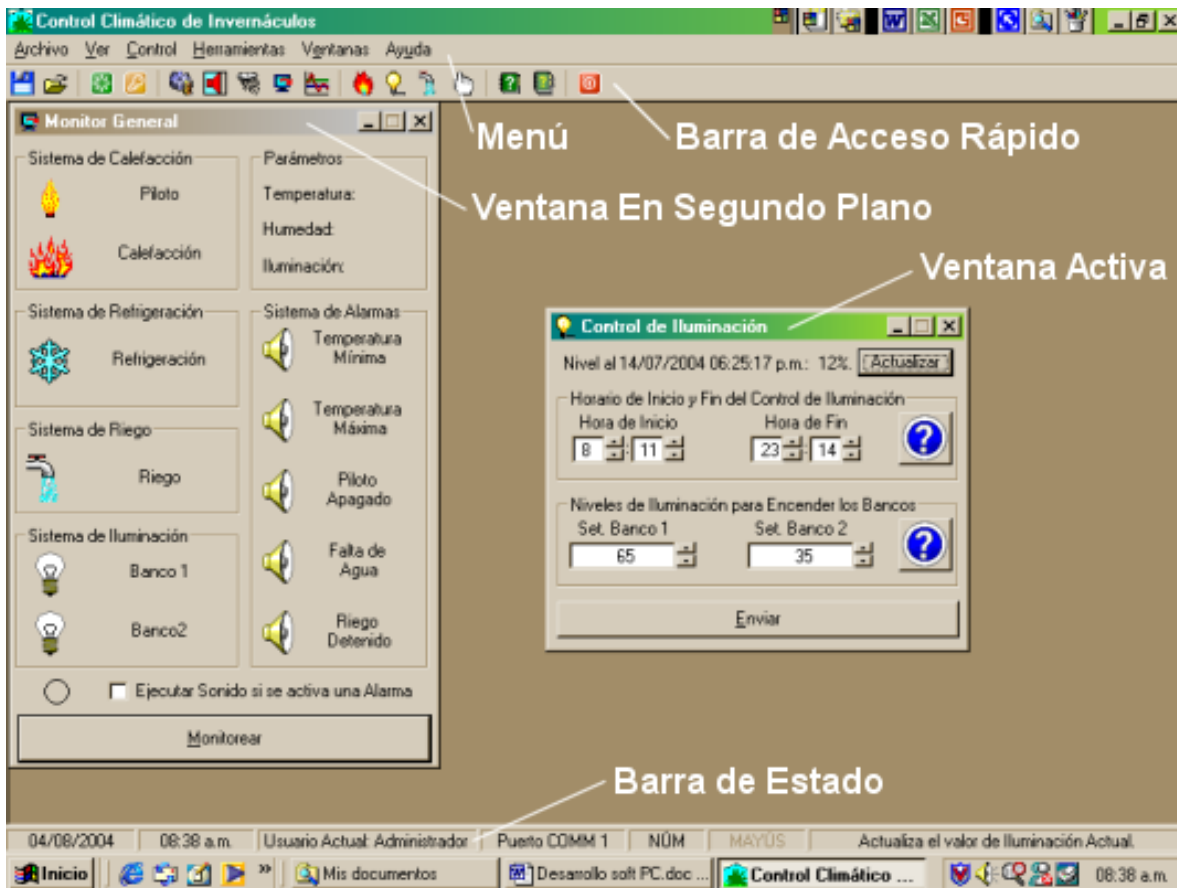 Control Climático de Invernáculos
Archivo Ver Control Herramientas Ventanas Ayuda
Menú
Barra de Acceso Rápido
Monitor General
Sistema de Calefacción
Piloto
Calefacción
Parámetros
Temperatura:
Humedad:
Iluminación:
Ventana En Segundo Plano
Ventana Activa
Sistema de Refrigeración
Refrigeración
Sistema de Riego
Riego
Sistema de Iluminación
Banco 1
Banco2
Sistema de Alarmas
Temperatura
Mínima
Temperatura
Máxima
Piloto
Apagado
Falta de
Agua
Riego
Detenido
Ejecutar Sonido si se activa una Alarma
Monitorear
Control de Iluminación
Nivel al 14/07/2004 06:25:17 p.m.: 12%. Actualizar
Horario de Inicio y Fin del Control de Iluminación
Hora de Inicio Hora de Fin
8 : 11 23 : 14
Niveles de Iluminación para Encender los Bancos
Set. Banco 1 Set. Banco 2
65 35
Enviar
Barra de Estado
04/08/2004 08:38 a.m. Usuario Actual: Administrador Puerto COMM 1 NÚM MAYÚS Actualiza el valor de Iluminación Actual.
Inicio » Mis documentos Desarrollo soft PC.doc ... Control Climático ... 08:38 a.m.